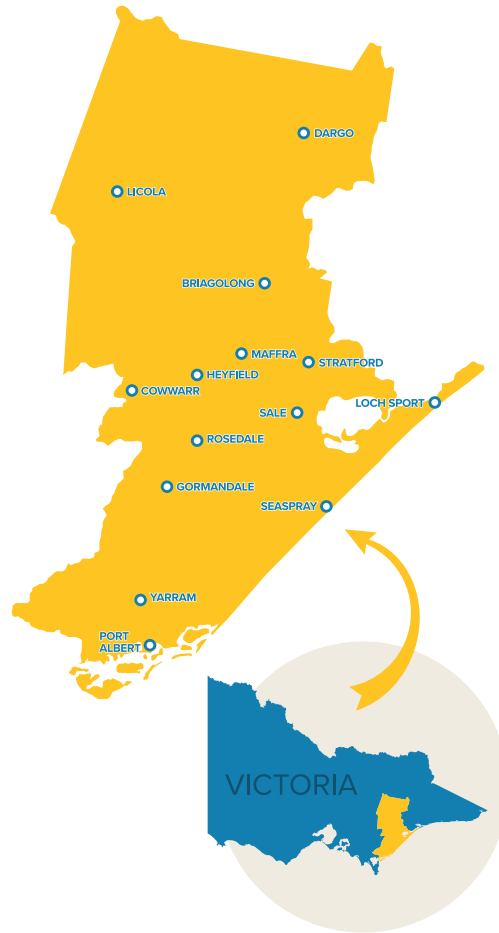 DARGO
LICOLA
BRIAGOLONG
MAFFRA
STRATFORD
HEYFIELD
COWWARR
LOCH SPORT
SALE
ROSEDALE
GORMANDALE
SEASPRAY
YARRAM
PORT
ALBERT
VICTORIA